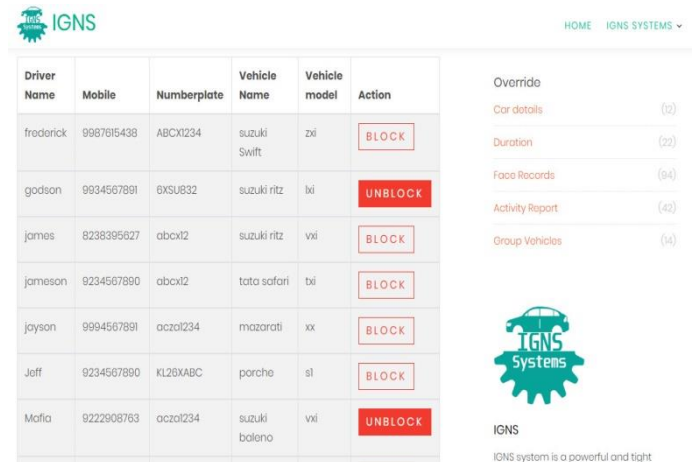 IGNS Systems
IGNS
HOME IGNS SYSTEMS
Driver Name Mobile Numberplate Vehicle Name Vehicle model Action
frederick 9987615438 ABCX1234 suzuki Swift zxi BLOCK
godson 9934567891 6XSU832 suzuki ritz lxi UNBLOCK
james 8238395627 abcx12 suzuki ritz vxi BLOCK
jameson 9234567890 abcx12 tata safari txi BLOCK
jayson 9994567891 acza1234 mazarati xx BLOCK
Jeff 9234567890 KL26XABC porche s1 BLOCK
Mafia 9222908763 acza1234 suzuki baleno vxi UNBLOCK
Override
Car details (12)
Duration (22)
Face Records (94)
Activity Report (42)
Group Vehicles (14)
IGNS
Systems
IGNS
IGNS system is a powerful and tight